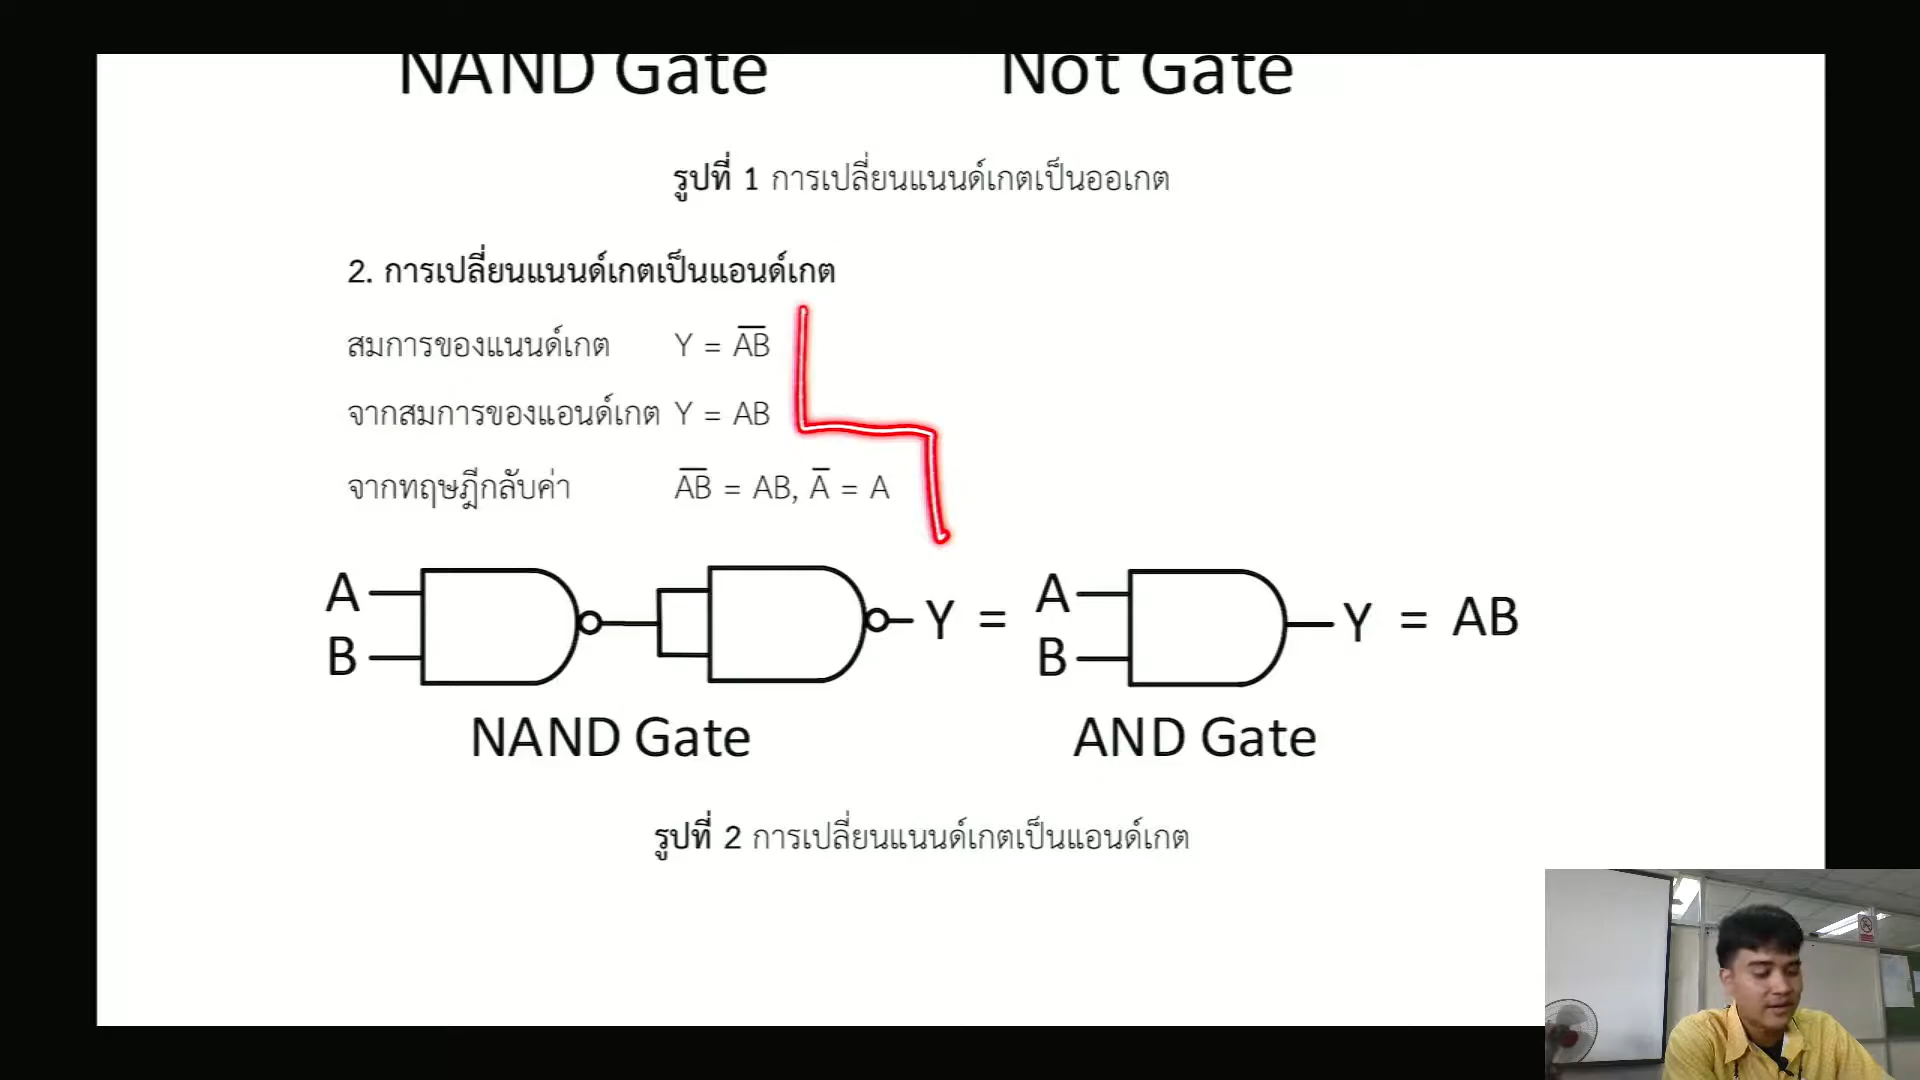 NAND Gate Not Gate
รูปที่ 1 การเปลี่ยนแนนด์เกตเป็นออเกต
2. การเปลี่ยนแนนด์เกตเป็นแอนด์เกต
สมการของแนนด์เกต Y = A̅B̅
จากสมการของแอนด์เกต Y = AB
จากทฤษฎีกลับค่า A̅B̅ = AB, A̅ = A
A B Y = A B Y = AB
NAND Gate AND Gate
รูปที่ 2 การเปลี่ยนแนนด์เกตเป็นแอนด์เกต